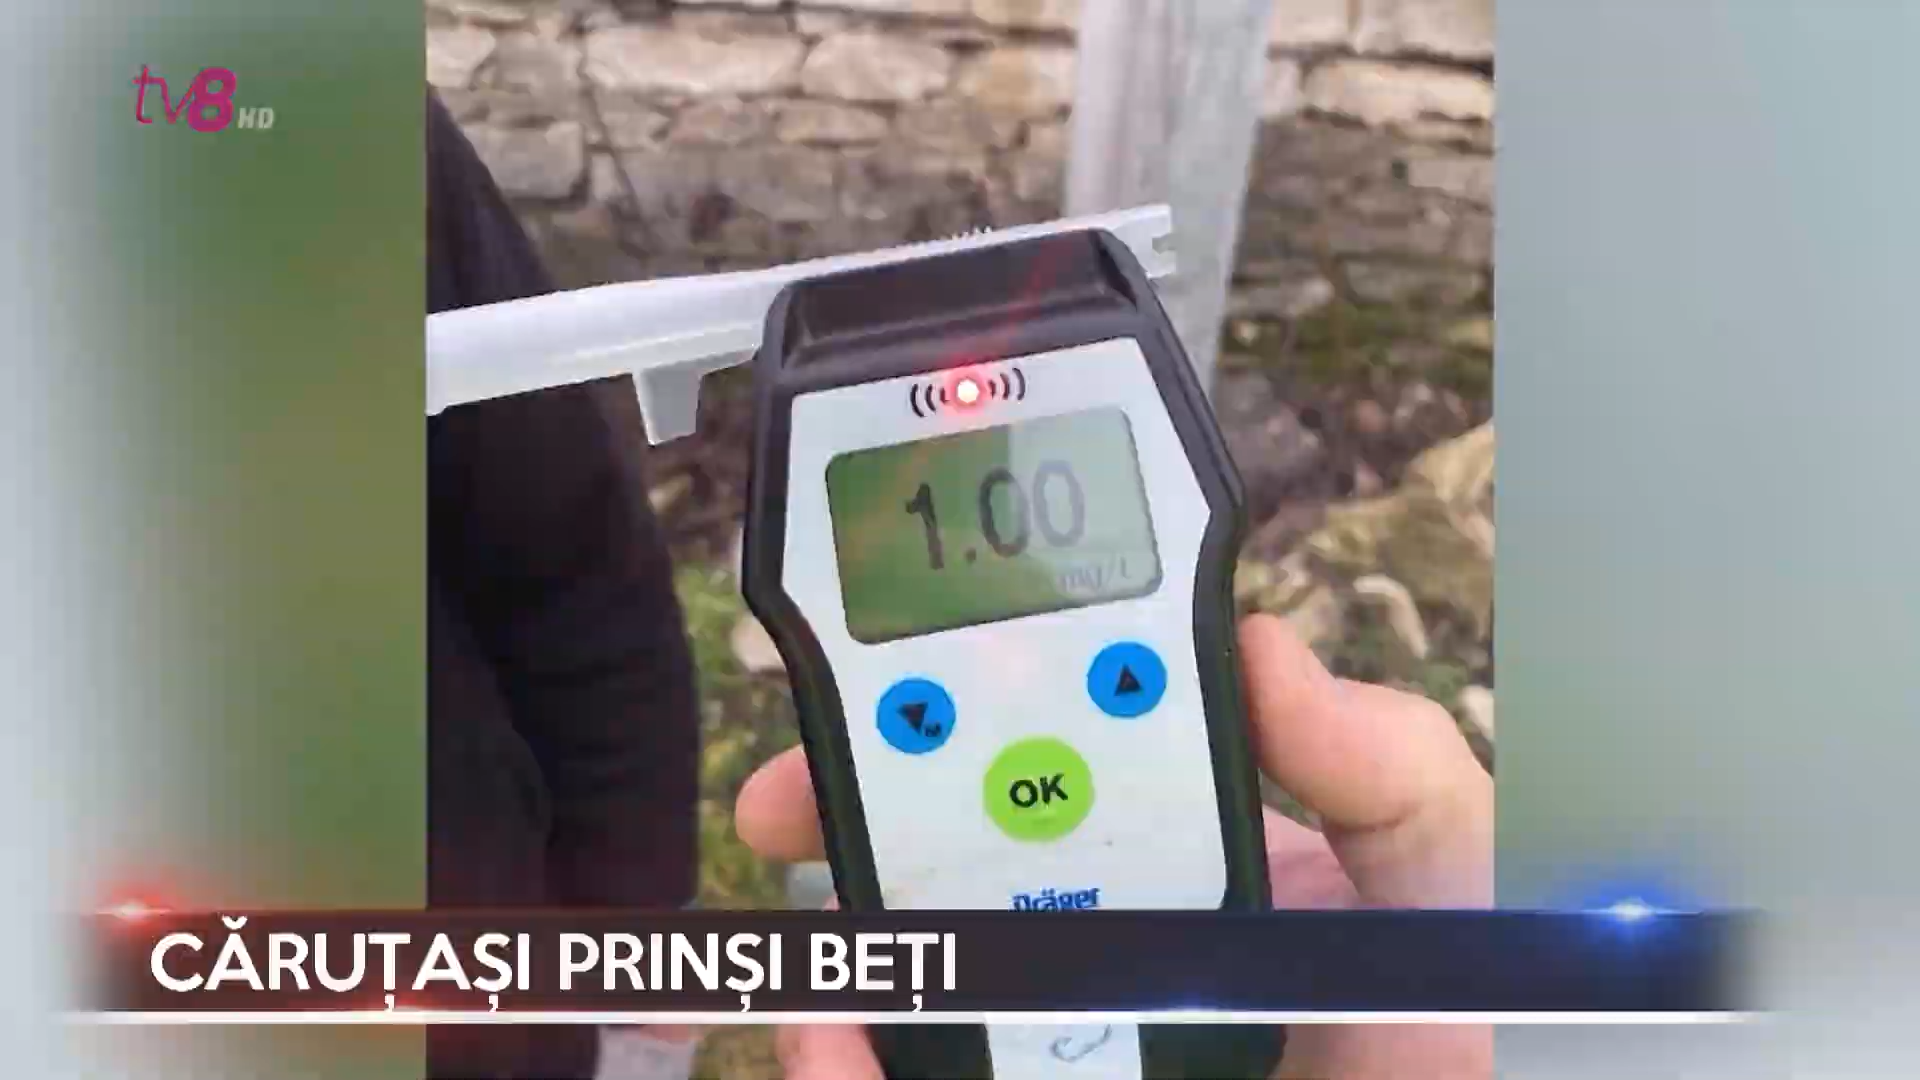 tv8 HD
1.00
mg/L
M
OK
Dräger
CĂRUȚAȘI PRINȘI BEȚI